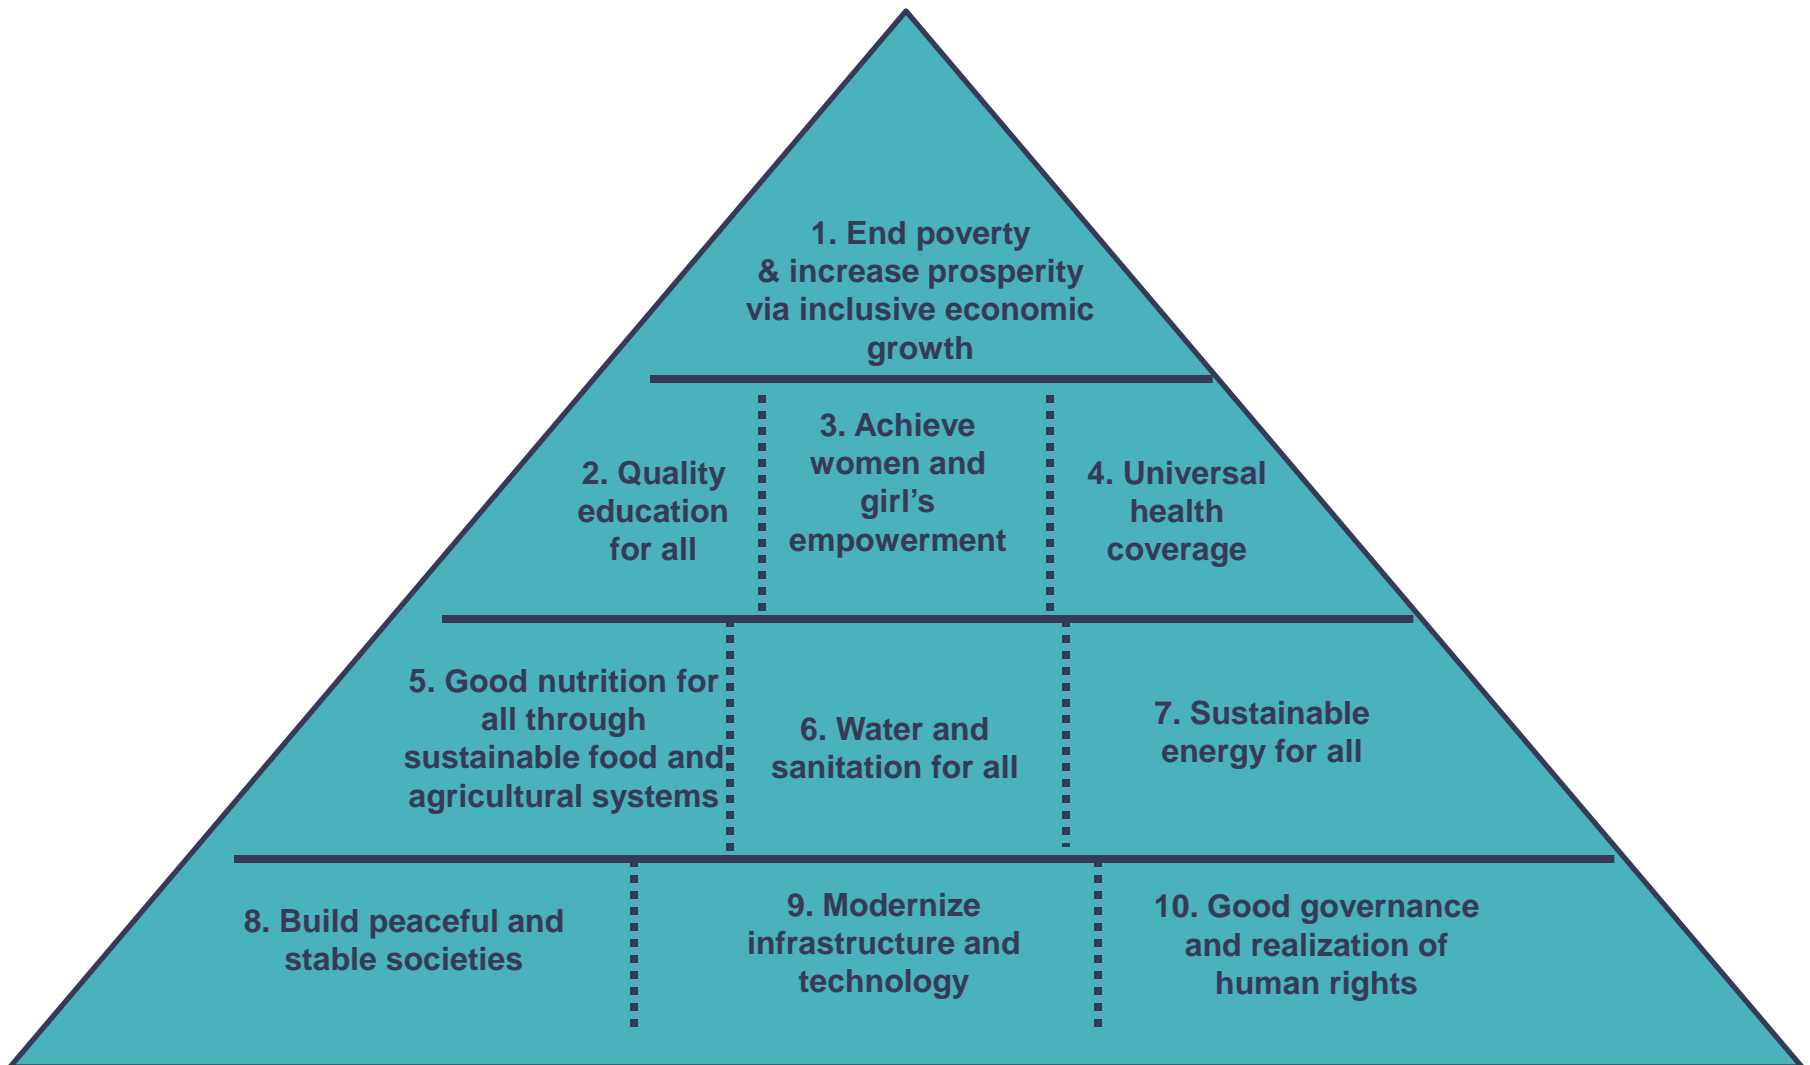 1. End poverty
& increase prosperity
via inclusive economic
growth
2. Quality
education
for all
3. Achieve
women and
girl’s
empowerment
4. Universal
health
coverage
5. Good nutrition for
all through
sustainable food and
agricultural systems
6. Water and
sanitation for all
7. Sustainable
energy for all
8. Build peaceful and
stable societies
9. Modernize
infrastructure and
technology
10. Good governance
and realization of
human rights